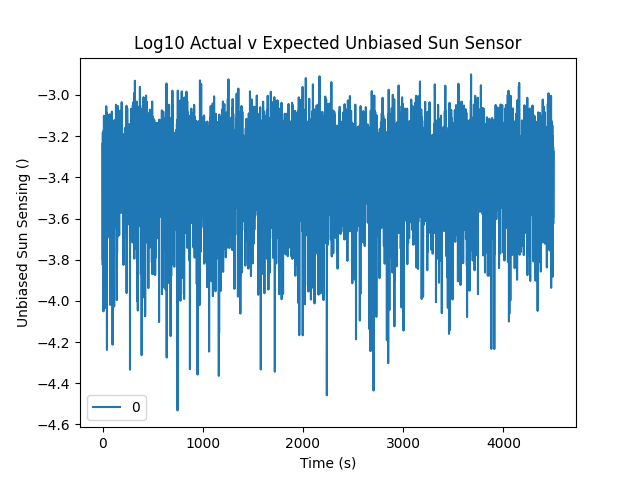 Log10 Actual v Expected Unbiased Sun Sensor
Unbiased Sun Sensing ()
−3.0
−3.2
−3.4
−3.6
−3.8
−4.0
−4.2
−4.4
−4.6
0
0 1000 2000 3000 4000
Time (s)